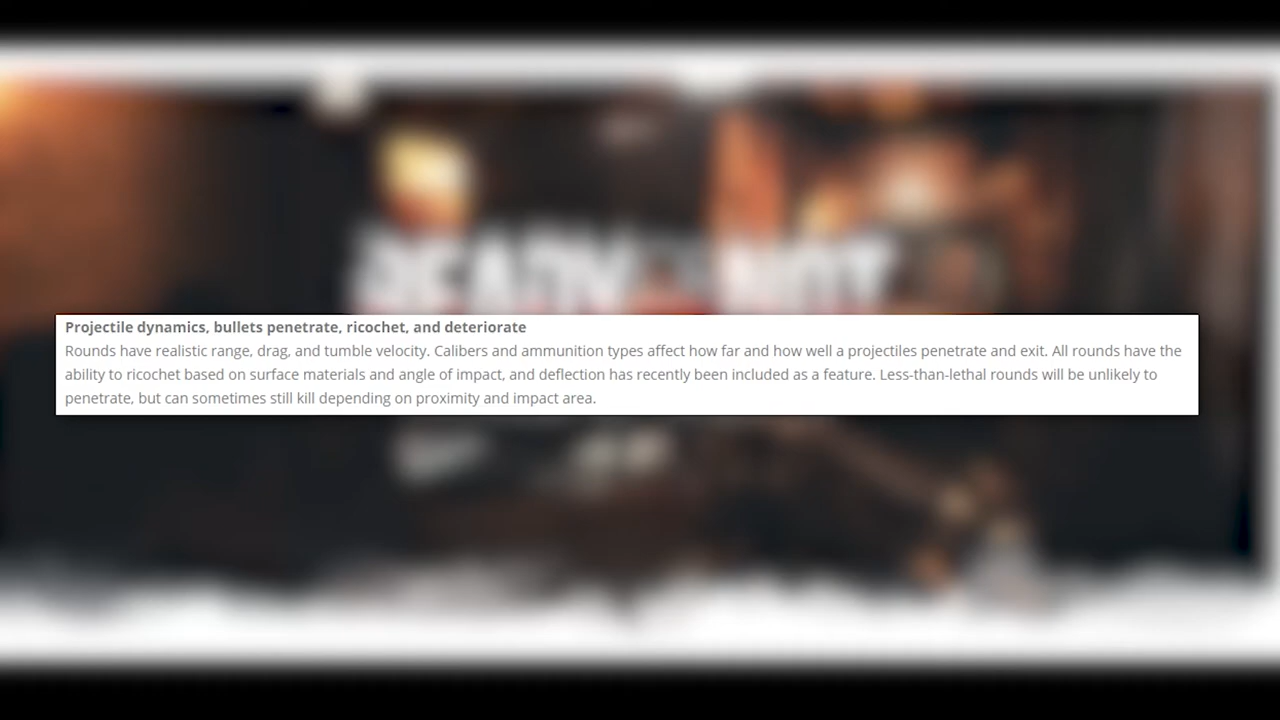 READY OR NOT
Projectile dynamics, bullets penetrate, ricochet, and deteriorate
Rounds have realistic range, drag, and tumble velocity. Calibers and ammunition types affect how far and how well a projectiles penetrate and exit. All rounds have the
ability to ricochet based on surface materials and angle of impact, and deflection has recently been included as a feature. Less-than-lethal rounds will be unlikely to
penetrate, but can sometimes still kill depending on proximity and impact area.